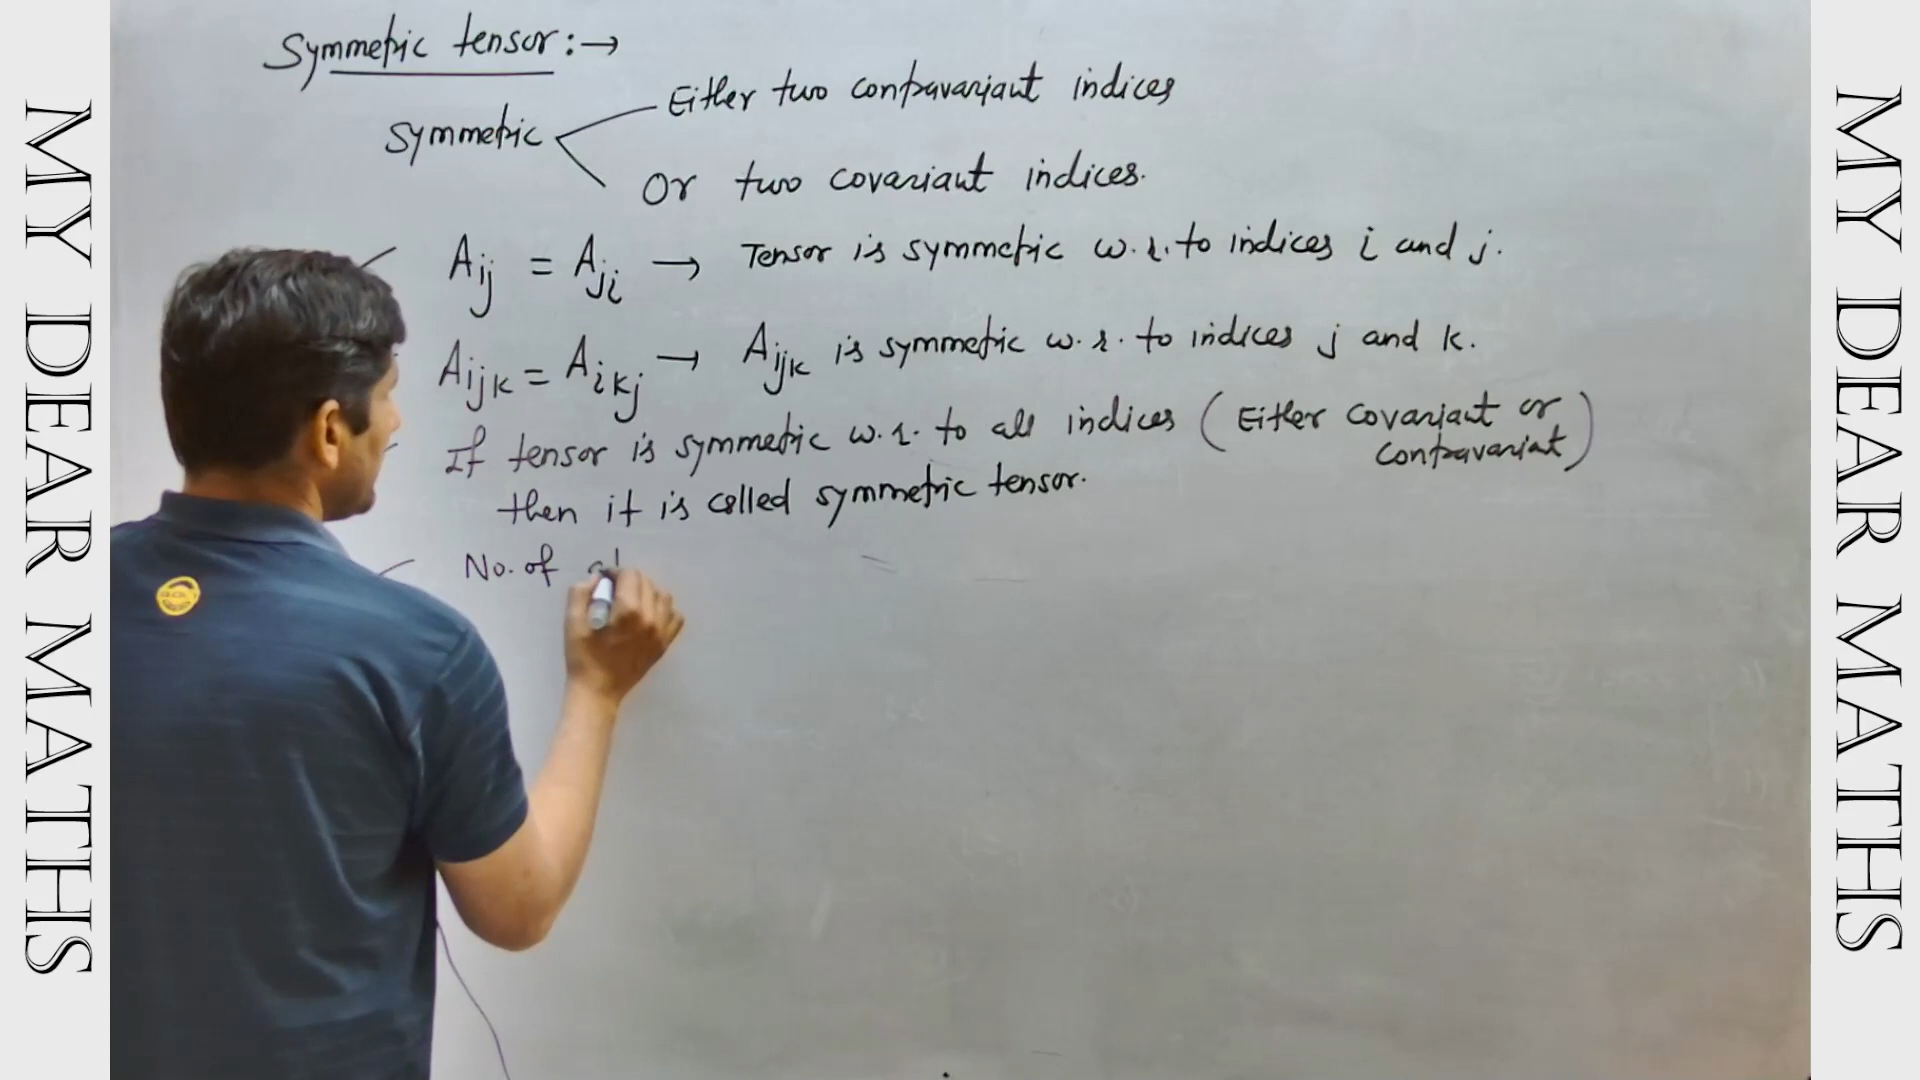 Symmetric tensor :→
Symmetric
Either two contravariant indices
Or two covariant indices.
Aij = Aji → Tensor is symmetric w.r. to indices i and j.
Aijk = Aikj → Aijk is symmetric w.r. to indices j and k.
If tensor is symmetric w.r. to all indices (Either covariant or
contravariat)
then it is called symmetric tensor.
No. of
MY DEAR MATHS
MY DEAR MATHS